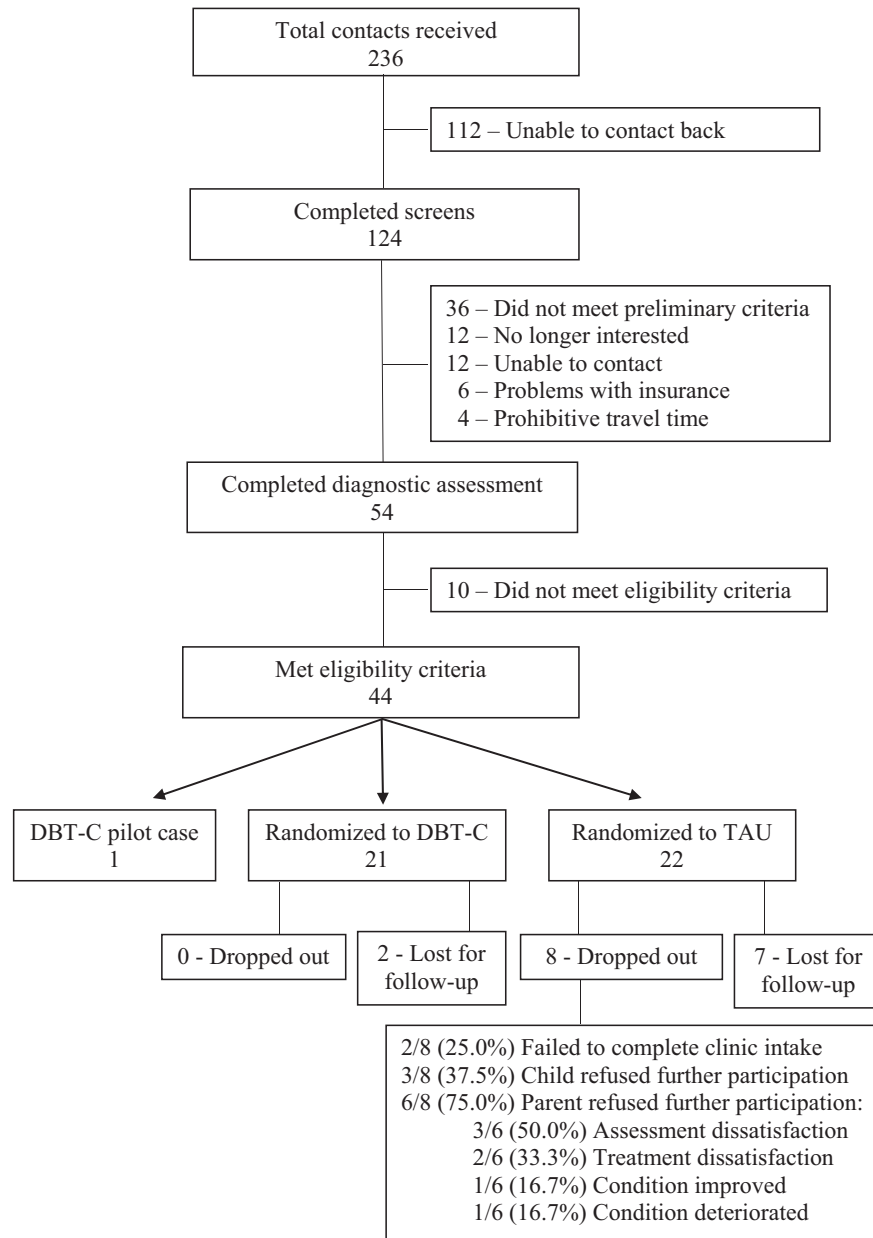 Total contacts received
236
112 – Unable to contact back
Completed screens
124
36 – Did not meet preliminary criteria
12 – No longer interested
12 – Unable to contact
6 – Problems with insurance
4 – Prohibitive travel time
Completed diagnostic assessment
54
10 – Did not meet eligibility criteria
Met eligibility criteria
44
DBT-C pilot case
1
Randomized to DBT-C
21
Randomized to TAU
22
0 - Dropped out
2 - Lost for
follow-up
8 - Dropped out
7 - Lost for
follow-up
2/8 (25.0%) Failed to complete clinic intake
3/8 (37.5%) Child refused further participation
6/8 (75.0%) Parent refused further participation:
3/6 (50.0%) Assessment dissatisfaction
2/6 (33.3%) Treatment dissatisfaction
1/6 (16.7%) Condition improved
1/6 (16.7%) Condition deteriorated